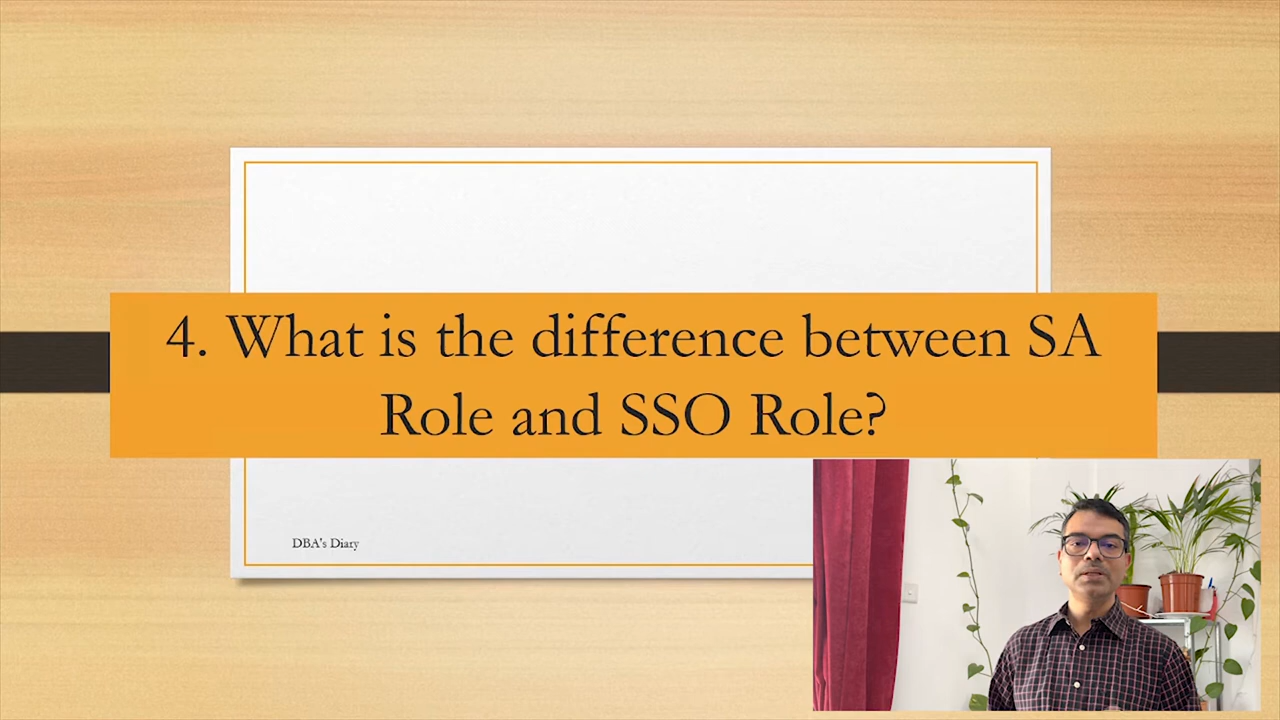 4. What is the difference between SA
Role and SSO Role?
DBA's Diary